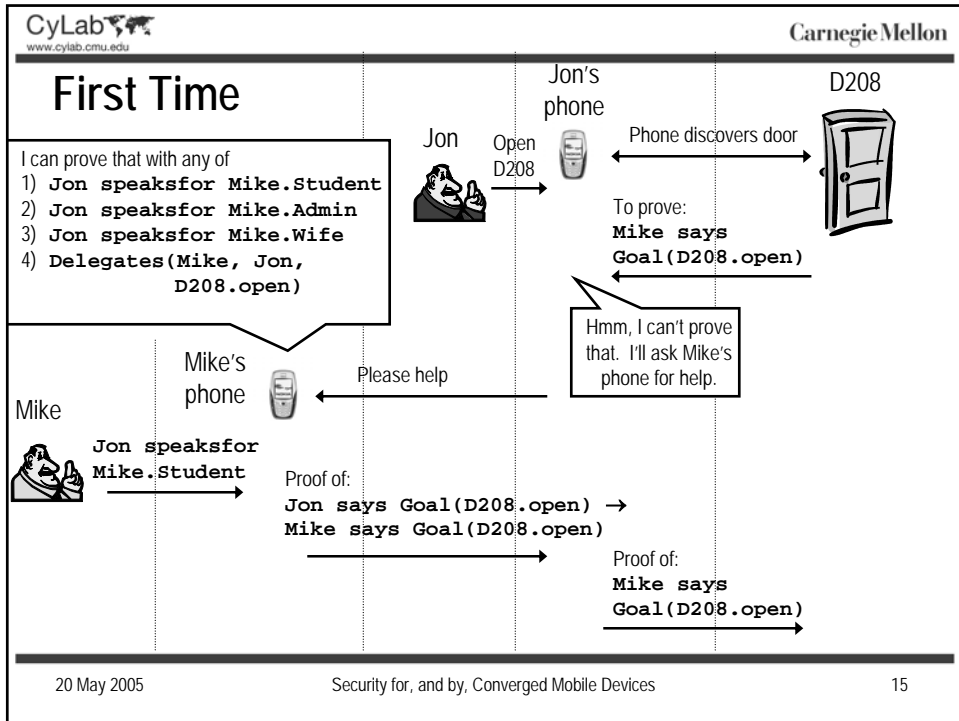 CyLab
www.cylab.cmu.edu
Carnegie Mellon
First Time
Jon's
phone
D208
Jon
Open
D208
Phone discovers door
I can prove that with any of
1) Jon speaksfor Mike.Student
2) Jon speaksfor Mike.Admin
3) Jon speaksfor Mike.Wife
4) Delegates(Mike, Jon,
D208.open)
To prove:
Mike says
Goal(D208.open)
Hmm, I can't prove
that. I'll ask Mike's
phone for help.
Mike's
phone
Please help
Mike
Jon speaksfor
Mike.Student
Proof of:
Jon says Goal(D208.open) →
Mike says Goal(D208.open)
Proof of:
Mike says
Goal(D208.open)
20 May 2005
Security for, and by, Converged Mobile Devices
15